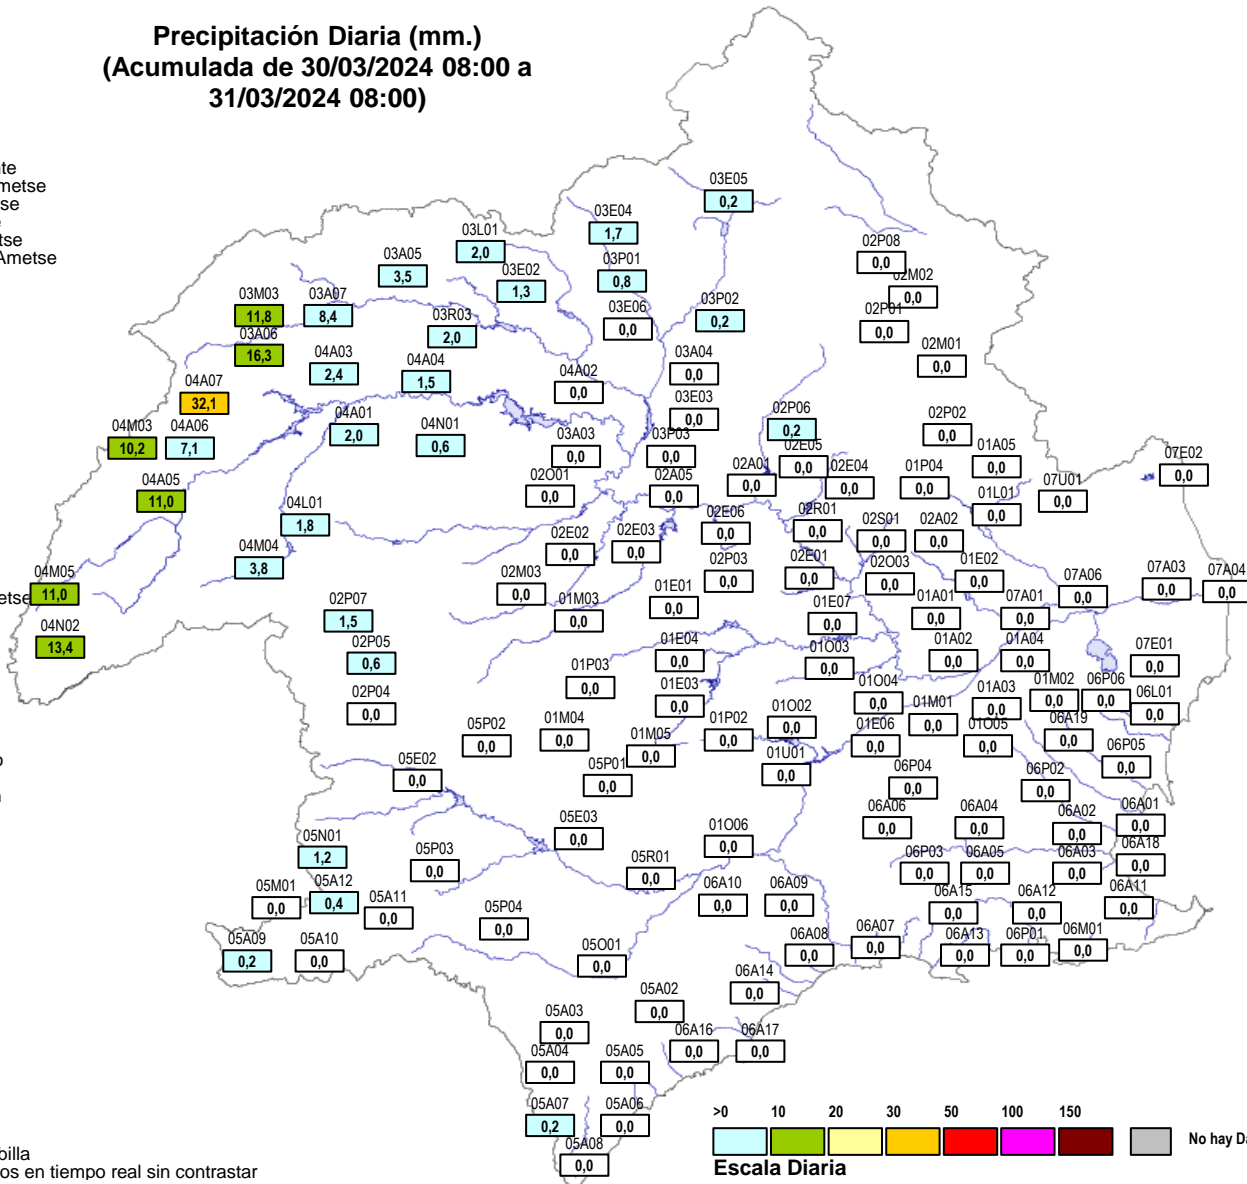 Precipitación Diaria (mm.)
(Acumulada de 30/03/2024 08:00 a
31/03/2024 08:00)
nte
metse
tse
e
tse
Ametse
03E05
0,2
03E04
1,7
03L01
2,0
02P08
0,0
03A05
3,5
03P01
0,8
03E02
1,3
02M02
0,0
03M03
11,8
03A07
8,4
03P02
0,2
03E06
0,0
02P01
0,0
03R03
2,0
03A06
16,3
04A03
2,4
04A04
1,5
03A04
0,0
02M01
0,0
04A02
0,0
04A07
32,1
03E03
0,0
02P06
0,2
02P02
0,0
04A01
2,0
04N01
0,6
04M03
10,2
04A06
7,1
03A03
0,0
03P03
0,0
02E05
0,0
01A05
0,0
07E02
0,0
02A01
0,0
02E04
0,0
01P04
0,0
07U01
0,0
04A05
11,0
02O01
0,0
02A05
0,0
01L01
0,0
04L01
1,8
02E06
0,0
02R01
0,0
02S01
0,0
02A02
0,0
02E02
0,0
02E03
0,0
04M04
3,8
02P03
0,0
02E01
0,0
02O03
0,0
01E02
0,0
04M05
11,0
etse
02M03
0,0
01E01
0,0
07A06
0,0
07A03
0,0
07A04
0,0
02P07
1,5
01M03
0,0
01E07
0,0
01A01
0,0
07A01
0,0
04N02
13,4
02P05
0,6
01E04
0,0
01O03
0,0
01A02
0,0
01A04
0,0
07E01
0,0
01P03
0,0
01E03
0,0
01O04
0,0
01A03
0,0
01M02
0,0
06P06
0,0
06L01
0,0
02P04
0,0
01O02
0,0
01M01
0,0
05P02
0,0
01M04
0,0
01M05
0,0
01P02
0,0
01E06
0,0
01O05
0,0
06A19
0,0
05E02
0,0
05P01
0,0
01U01
0,0
06P04
0,0
06P02
0,0
06P05
0,0
05E03
0,0
06A06
0,0
06A04
0,0
06A02
0,0
06A01
0,0
05N01
1,2
05P03
0,0
01O06
0,0
05R01
0,0
06P03
0,0
06A05
0,0
06A03
0,0
06A18
0,0
05M01
0,0
05A12
0,4
05A11
0,0
06A10
0,0
06A09
0,0
06A15
0,0
06A12
0,0
06A11
0,0
05P04
0,0
05A09
0,2
05A10
0,0
05O01
0,0
06A08
0,0
06A07
0,0
06A13
0,0
06P01
0,0
06M01
0,0
06A14
0,0
05A02
0,0
05A03
0,0
06A16
0,0
06A17
0,0
05A04
0,0
05A05
0,0
05A07
0,2
05A06
0,0
05A08
0,0
>0 10 20 30 50 100 150
No hay Da
Escala Diaria
billa
os en tiempo real sin contrastar